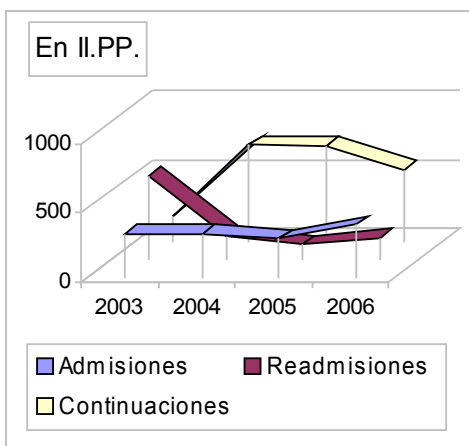 En II.PP.
1000
500
0
2003 2004 2005 2006
Admisiones Readmisiones
Continuaciones